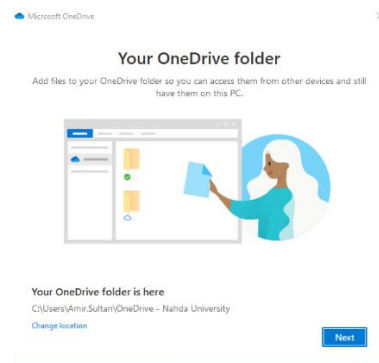 Microsoft OneDrive
Your OneDrive folder
Add files to your OneDrive folder so you can access them from other devices and still
have them on this PC.
Your OneDrive folder is here
C:\Users\Amir.Sultan\OneDrive - Nahda University
Change location
Next